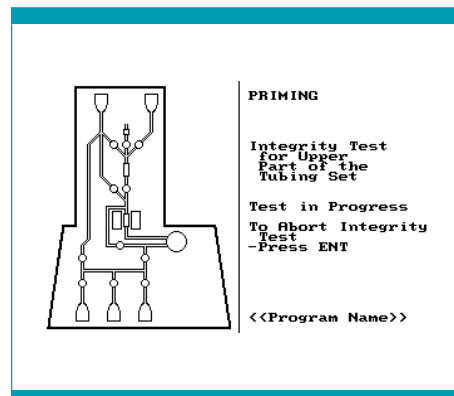 PRIMING
Integrity Test
for Upper
Part of the
Tubing Set
Test in Progress
To Abort Integrity
Test
-Press ENT
<<Program Name>>